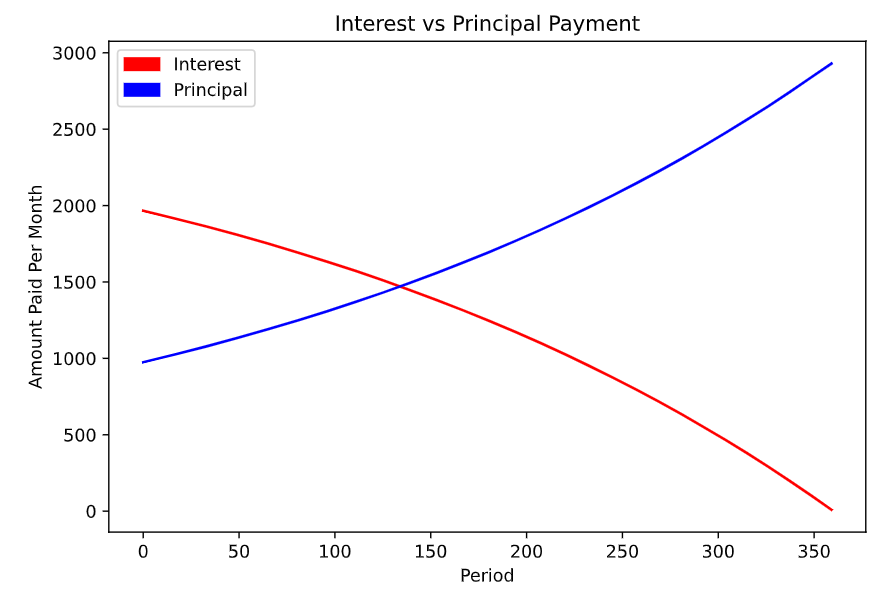 Interest vs Principal Payment
Interest
Principal
Amount Paid Per Month
3000
2500
2000
1500
1000
500
0
0 50 100 150 200 250 300 350
Period